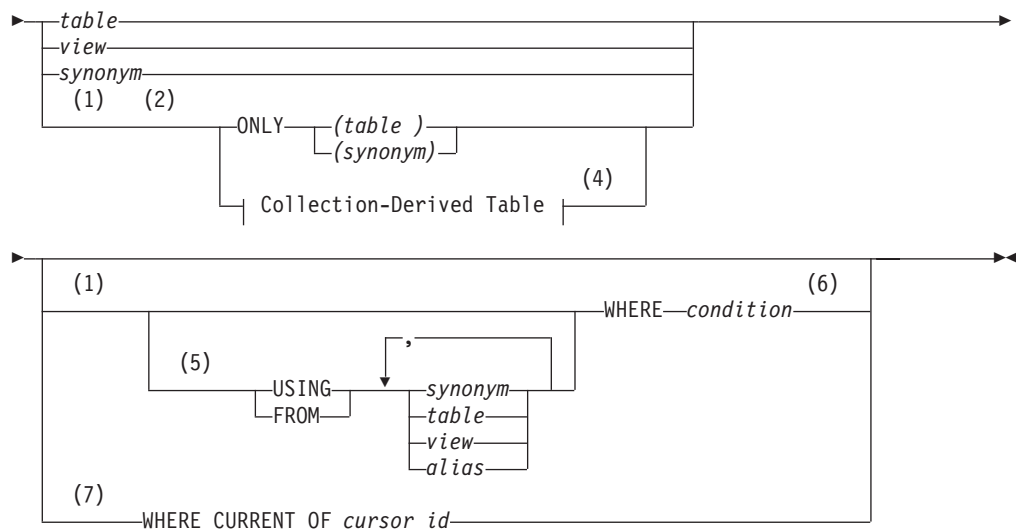 table
view
synonym
(1) (2)
ONLY (table )
(synonym)
(4)
Collection-Derived Table
(1) (6)
WHERE condition
,
(5)
USING synonym
FROM table
view
alias
(7)
WHERE CURRENT OF cursor id